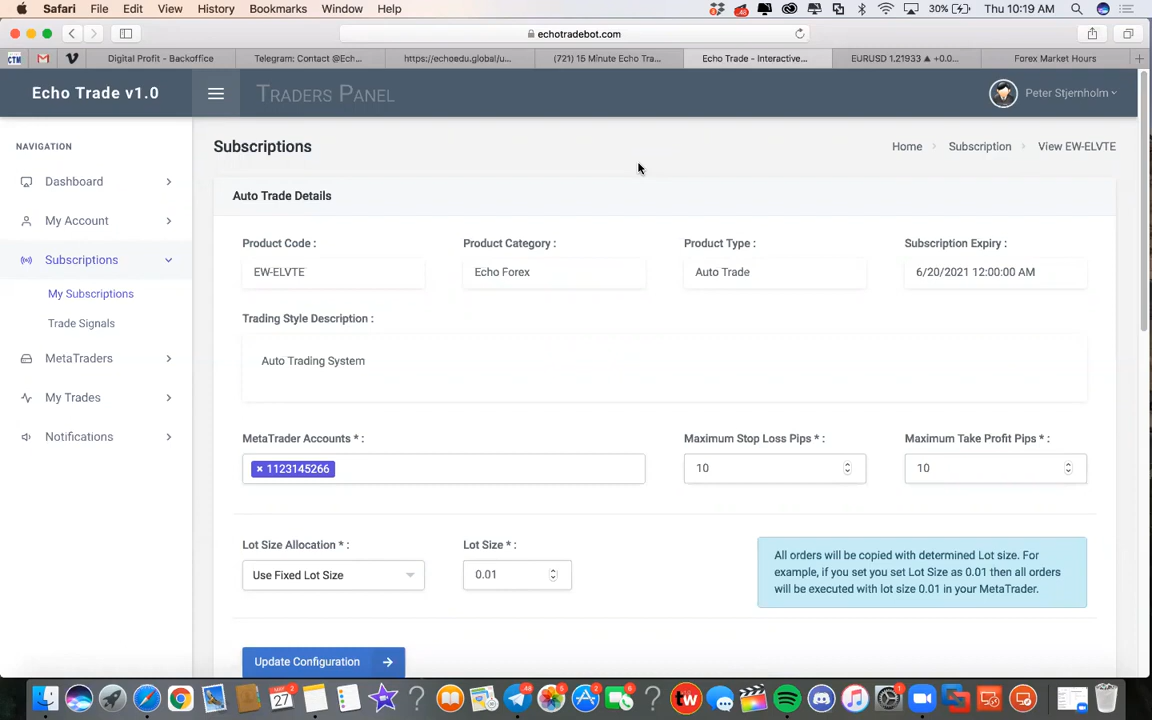 Safari File Edit View History Bookmarks Window Help 48 30% Thu 10:19 AM
echotradebot.com
CTM Digital Profit - Backoffice Telegram: Contact @Ech... https://echoedu.global/u... (721) 15 Minute Echo Tra... Echo Trade - Interactive... EURUSD 1.21933 ▲ +0.0... Forex Market Hours
Echo Trade v1.0 TRADERS PANEL Peter Stjernholm
NAVIGATION
Dashboard
My Account
Subscriptions
My Subscriptions
Trade Signals
MetaTraders
My Trades
Notifications
Subscriptions Home Subscription View EW-ELVTE
Auto Trade Details
Product Code : Product Category : Product Type : Subscription Expiry :
EW-ELVTE Echo Forex Auto Trade 6/20/2021 12:00:00 AM
Trading Style Description :
Auto Trading System
MetaTrader Accounts * : Maximum Stop Loss Pips * : Maximum Take Profit Pips * :
× 1123145266 10 10
Lot Size Allocation * : Lot Size * :
Use Fixed Lot Size 0.01
All orders will be copied with determined Lot size. For
example, if you set you set Lot Size as 0.01 then all orders
will be executed with lot size 0.01 in your MetaTrader.
Update Configuration
27 tw